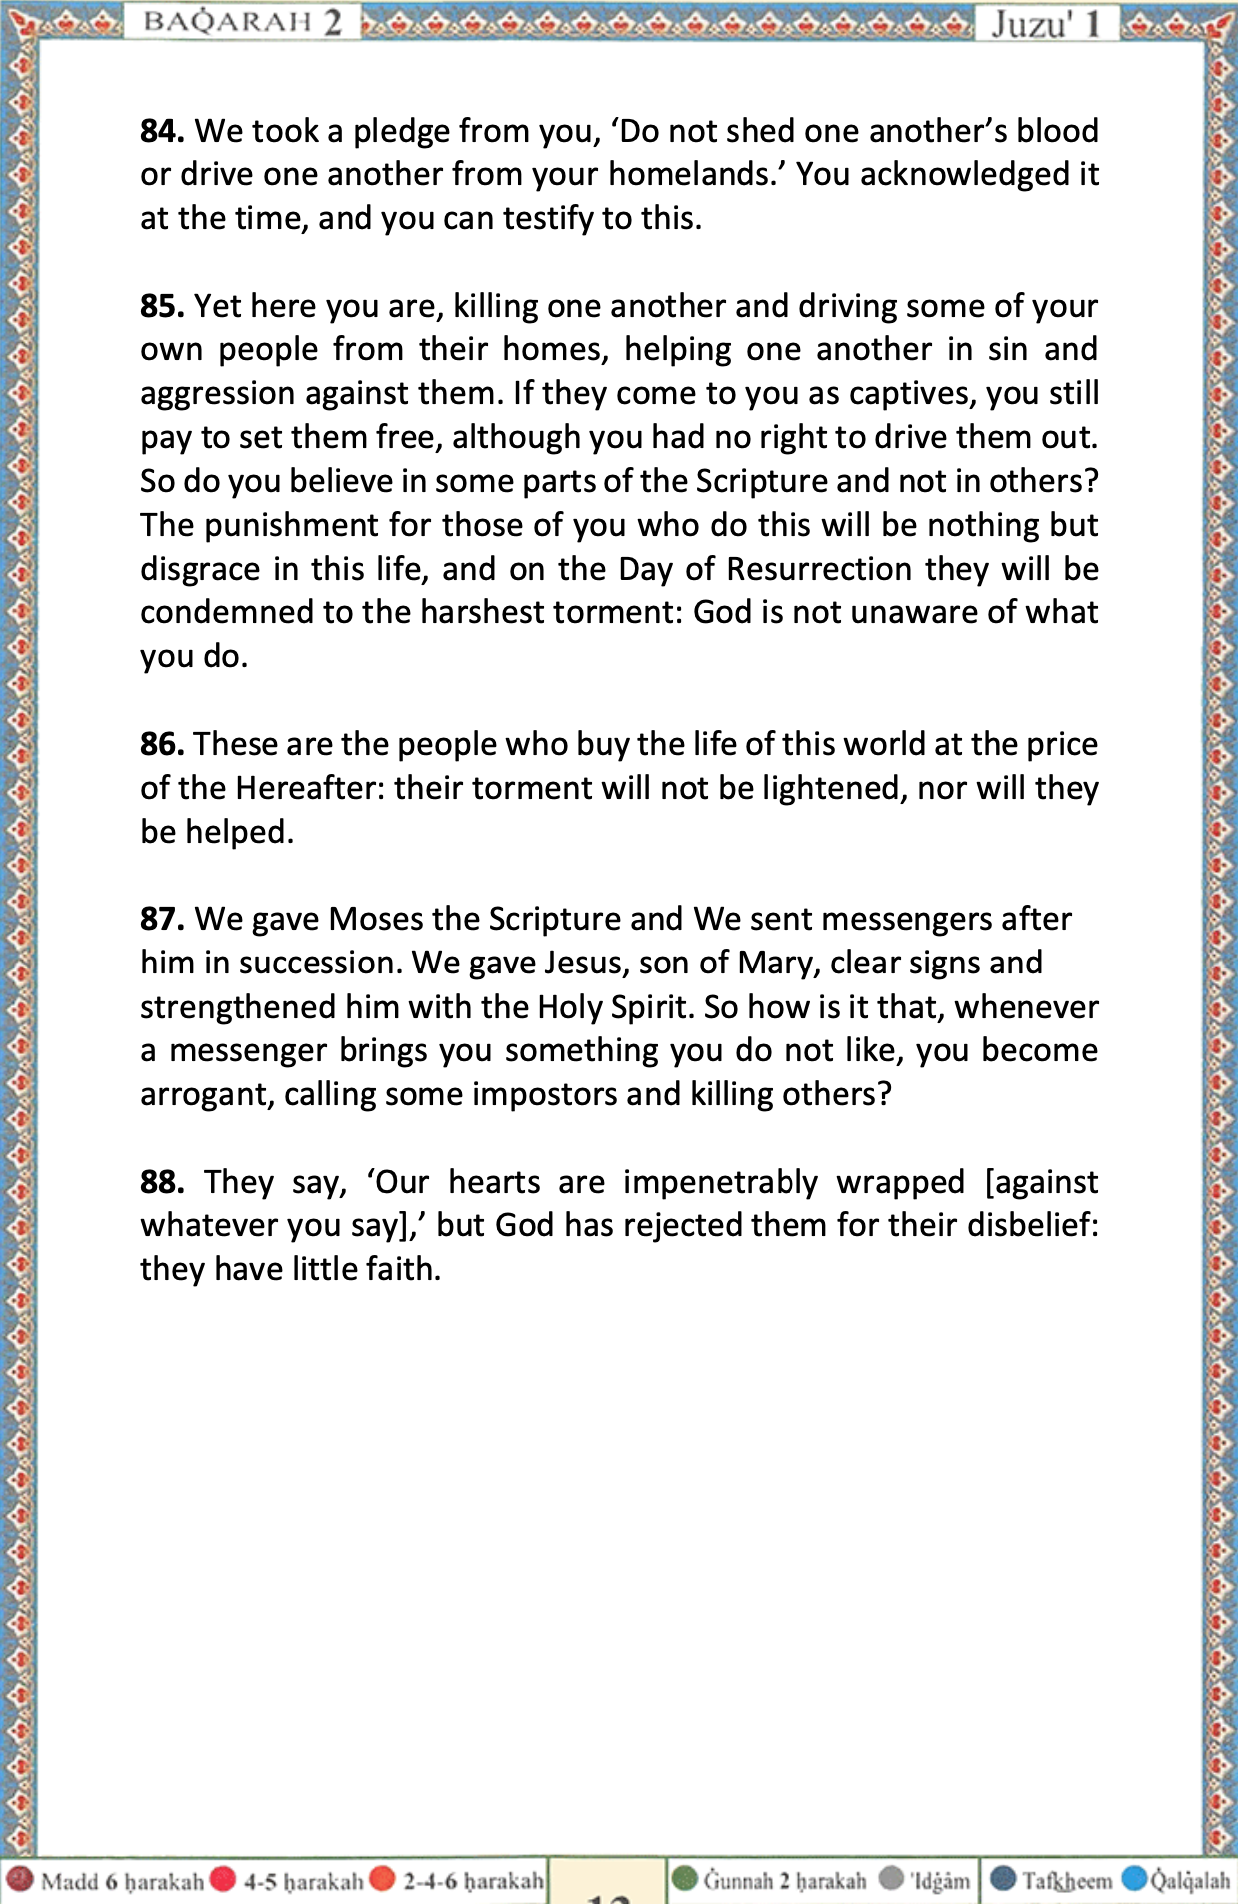 BAQ̇ARAH 2
Juzu' 1
84. We took a pledge from you, ‘Do not shed one another’s blood
or drive one another from your homelands.’ You acknowledged it
at the time, and you can testify to this.
85. Yet here you are, killing one another and driving some of your
own people from their homes, helping one another in sin and
aggression against them. If they come to you as captives, you still
pay to set them free, although you had no right to drive them out.
So do you believe in some parts of the Scripture and not in others?
The punishment for those of you who do this will be nothing but
disgrace in this life, and on the Day of Resurrection they will be
condemned to the harshest torment: God is not unaware of what
you do.
86. These are the people who buy the life of this world at the price
of the Hereafter: their torment will not be lightened, nor will they
be helped.
87. We gave Moses the Scripture and We sent messengers after
him in succession. We gave Jesus, son of Mary, clear signs and
strengthened him with the Holy Spirit. So how is it that, whenever
a messenger brings you something you do not like, you become
arrogant, calling some impostors and killing others?
88. They say, ‘Our hearts are impenetrably wrapped [against
whatever you say],’ but God has rejected them for their disbelief:
they have little faith.
Madd 6 ḥarakah 4-5 ḥarakah 2-4-6 ḥarakah
Ġunnah 2 ḥarakah 'Idġâm Tafk͟heem Q̇alq̇alah